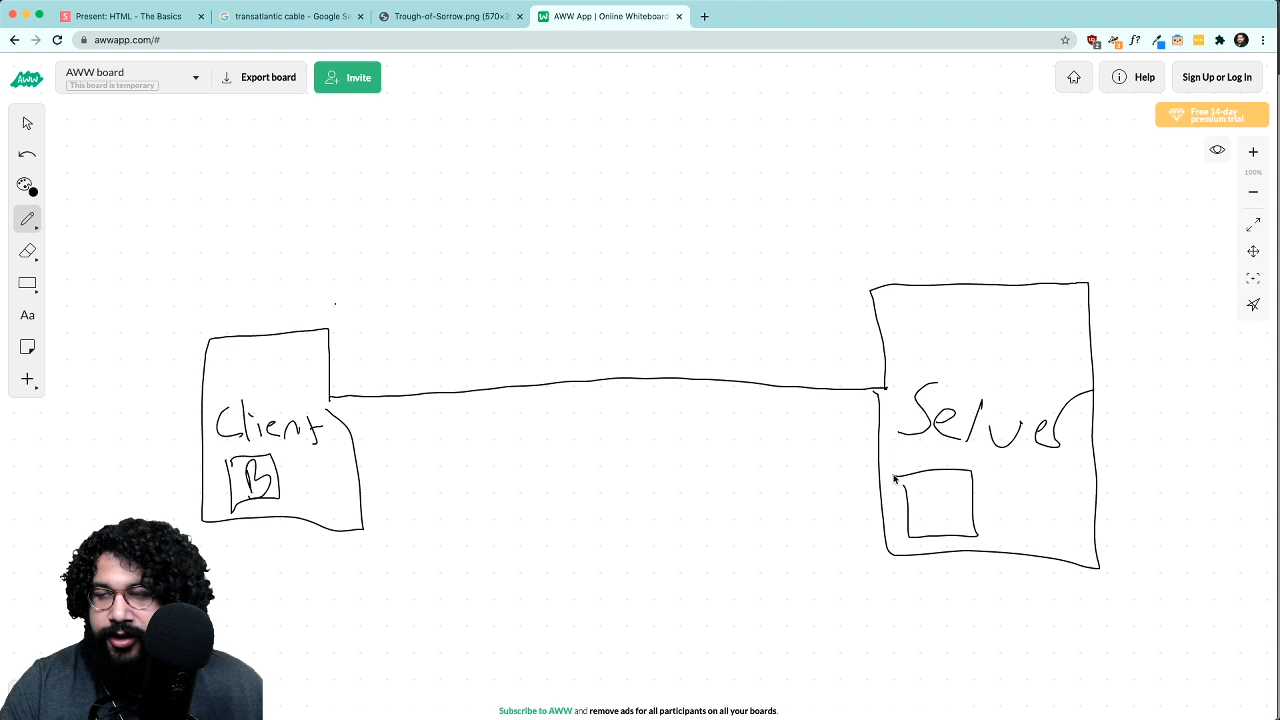 Present: HTML - The Basics
transatlantic cable - Google Se
Trough-of-Sorrow.png (570×3
AWW App | Online Whiteboard
awwapp.com/#
AWW
AWW board
This board is temporary
Export board
Invite
Help
Sign Up or Log In
Free 14-day
premium trial
100%
Aa
Client
B
Server
Subscribe to AWW and remove ads for all participants on all your boards.